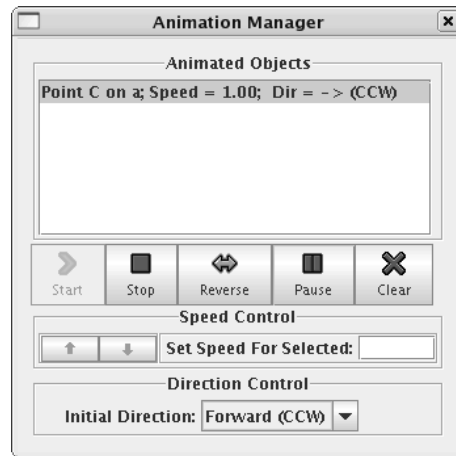 Animation Manager
Animated Objects
Point C on a; Speed = 1.00;  Dir = -> (CCW)
Start
Stop
Reverse
Pause
Clear
Speed Control
Set Speed For Selected:
Direction Control
Initial Direction: Forward (CCW)